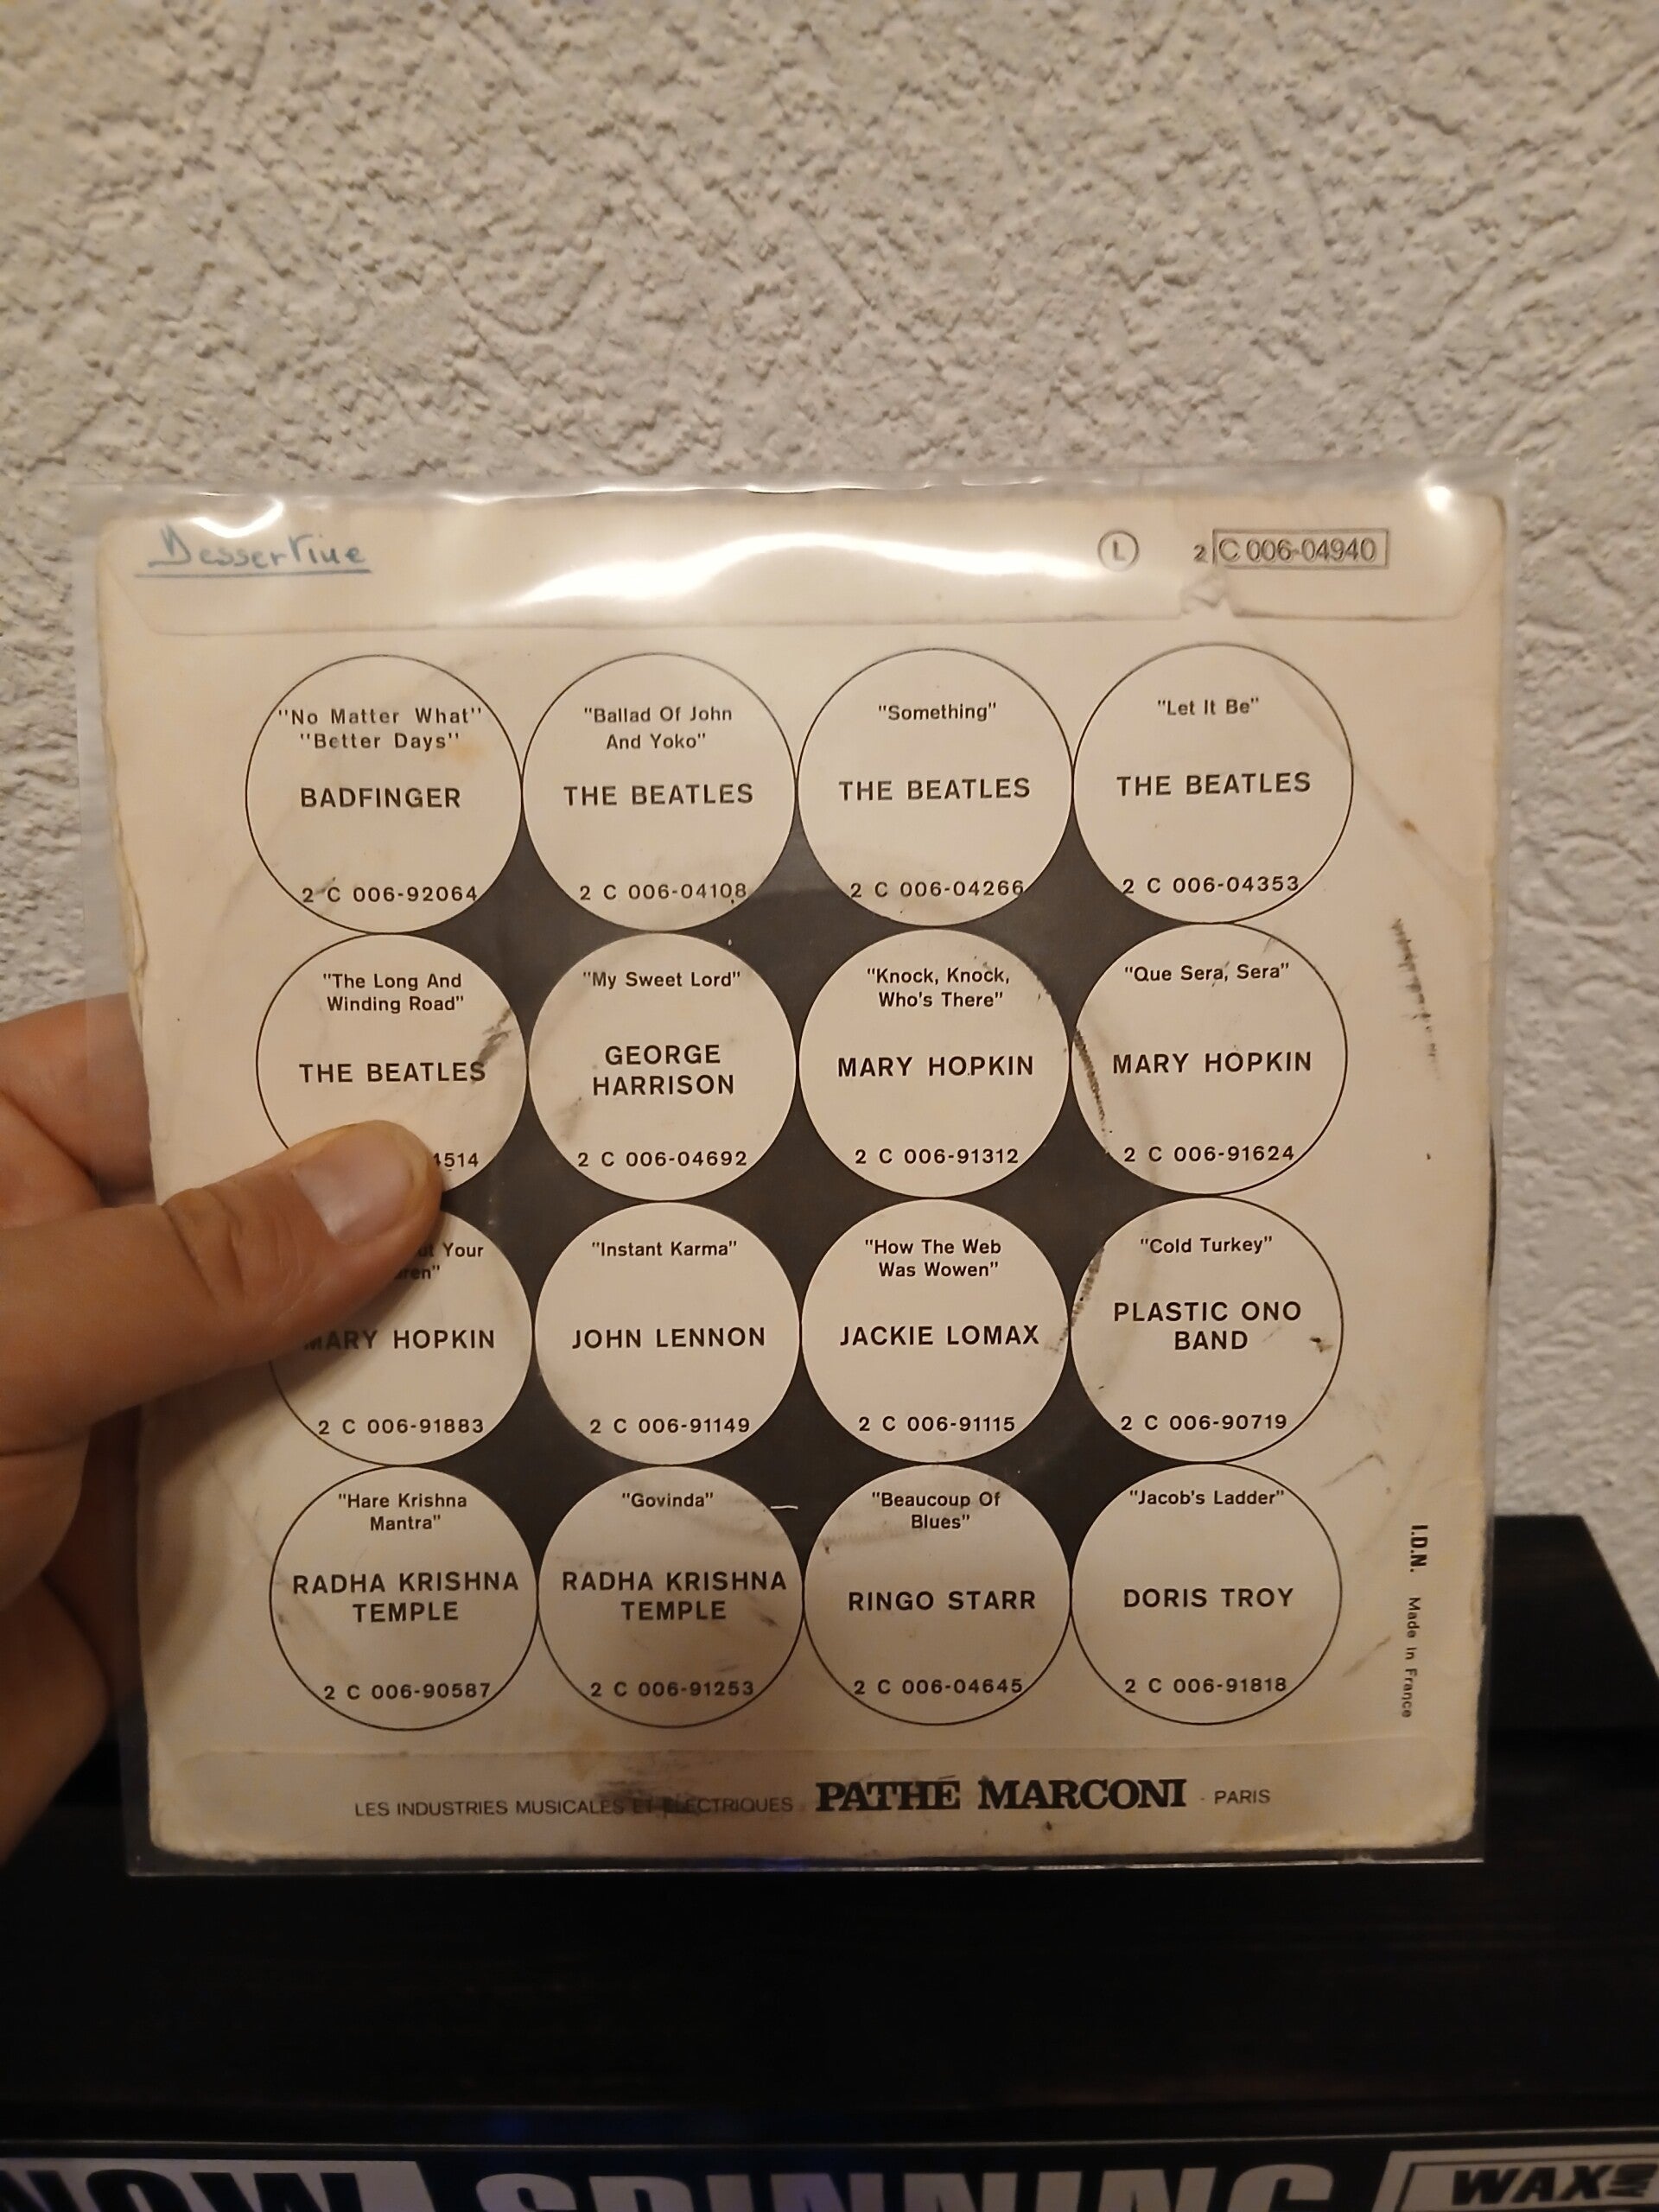 Dessertine
L 2 C 006-04940
"No Matter What"
"Better Days"
BADFINGER
2 C 006-92064
"Ballad Of John
And Yoko"
THE BEATLES
2 C 006-04108
"Something"
THE BEATLES
2 C 006-04266
"Let It Be"
THE BEATLES
2 C 006-04353
"The Long And
Winding Road"
THE BEATLES
4514
"My Sweet Lord"
GEORGE
HARRISON
2 C 006-04692
"Knock, Knock,
Who's There"
MARY HOPKIN
2 C 006-91312
"Que Sera, Sera"
MARY HOPKIN
2 C 006-91624
Your
MARY HOPKIN
2 C 006-91883
"Instant Karma"
JOHN LENNON
2 C 006-91149
"How The Web
Was Wowen"
JACKIE LOMAX
2 C 006-91115
"Cold Turkey"
PLASTIC ONO
BAND
2 C 006-90719
"Hare Krishna
Mantra"
RADHA KRISHNA
TEMPLE
2 C 006-90587
"Govinda"
RADHA KRISHNA
TEMPLE
2 C 006-91253
"Beaucoup Of
Blues"
RINGO STARR
2 C 006-04645
"Jacob's Ladder"
DORIS TROY
2 C 006-91818
I.D.N. Made in France
LES INDUSTRIES MUSICALES ET ÉLECTRIQUES PATHÉ MARCONI - PARIS
NOW SPINNING
WAX